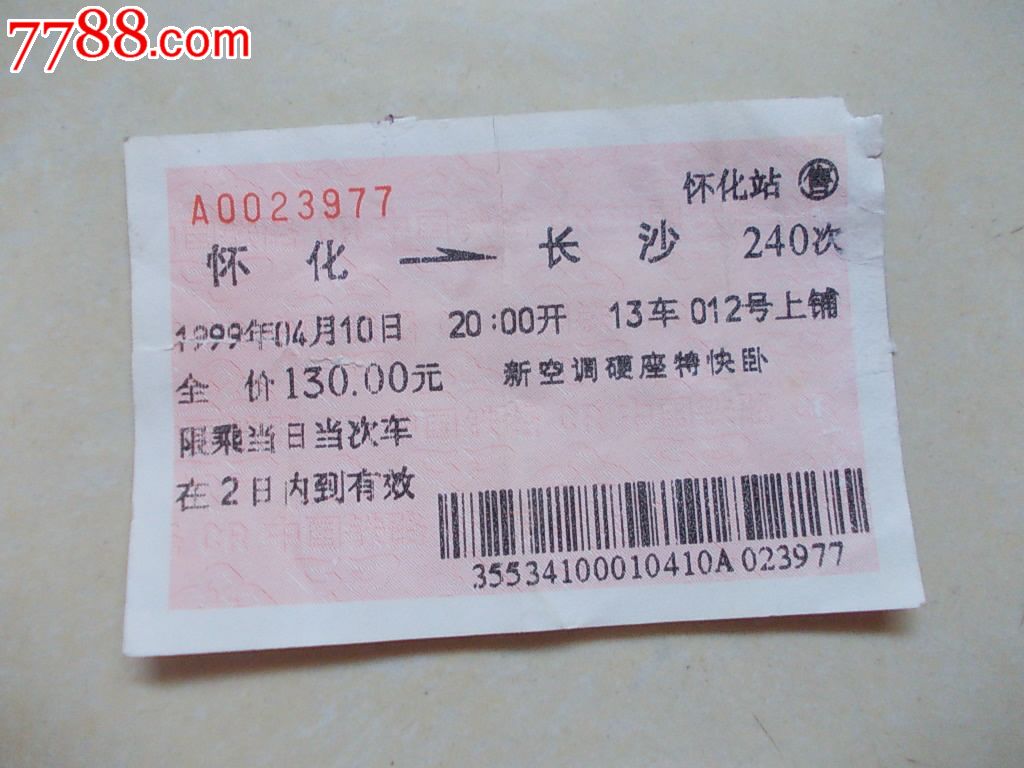 7788.com
怀化站 售
A0023977
怀化 长沙 240次
1999年04月10日 20:00开 13车 012号上铺
全 价 130.00元 新空调硬座特快卧
限乘当日当次车
在2日内到有效
35534100010410A 023977